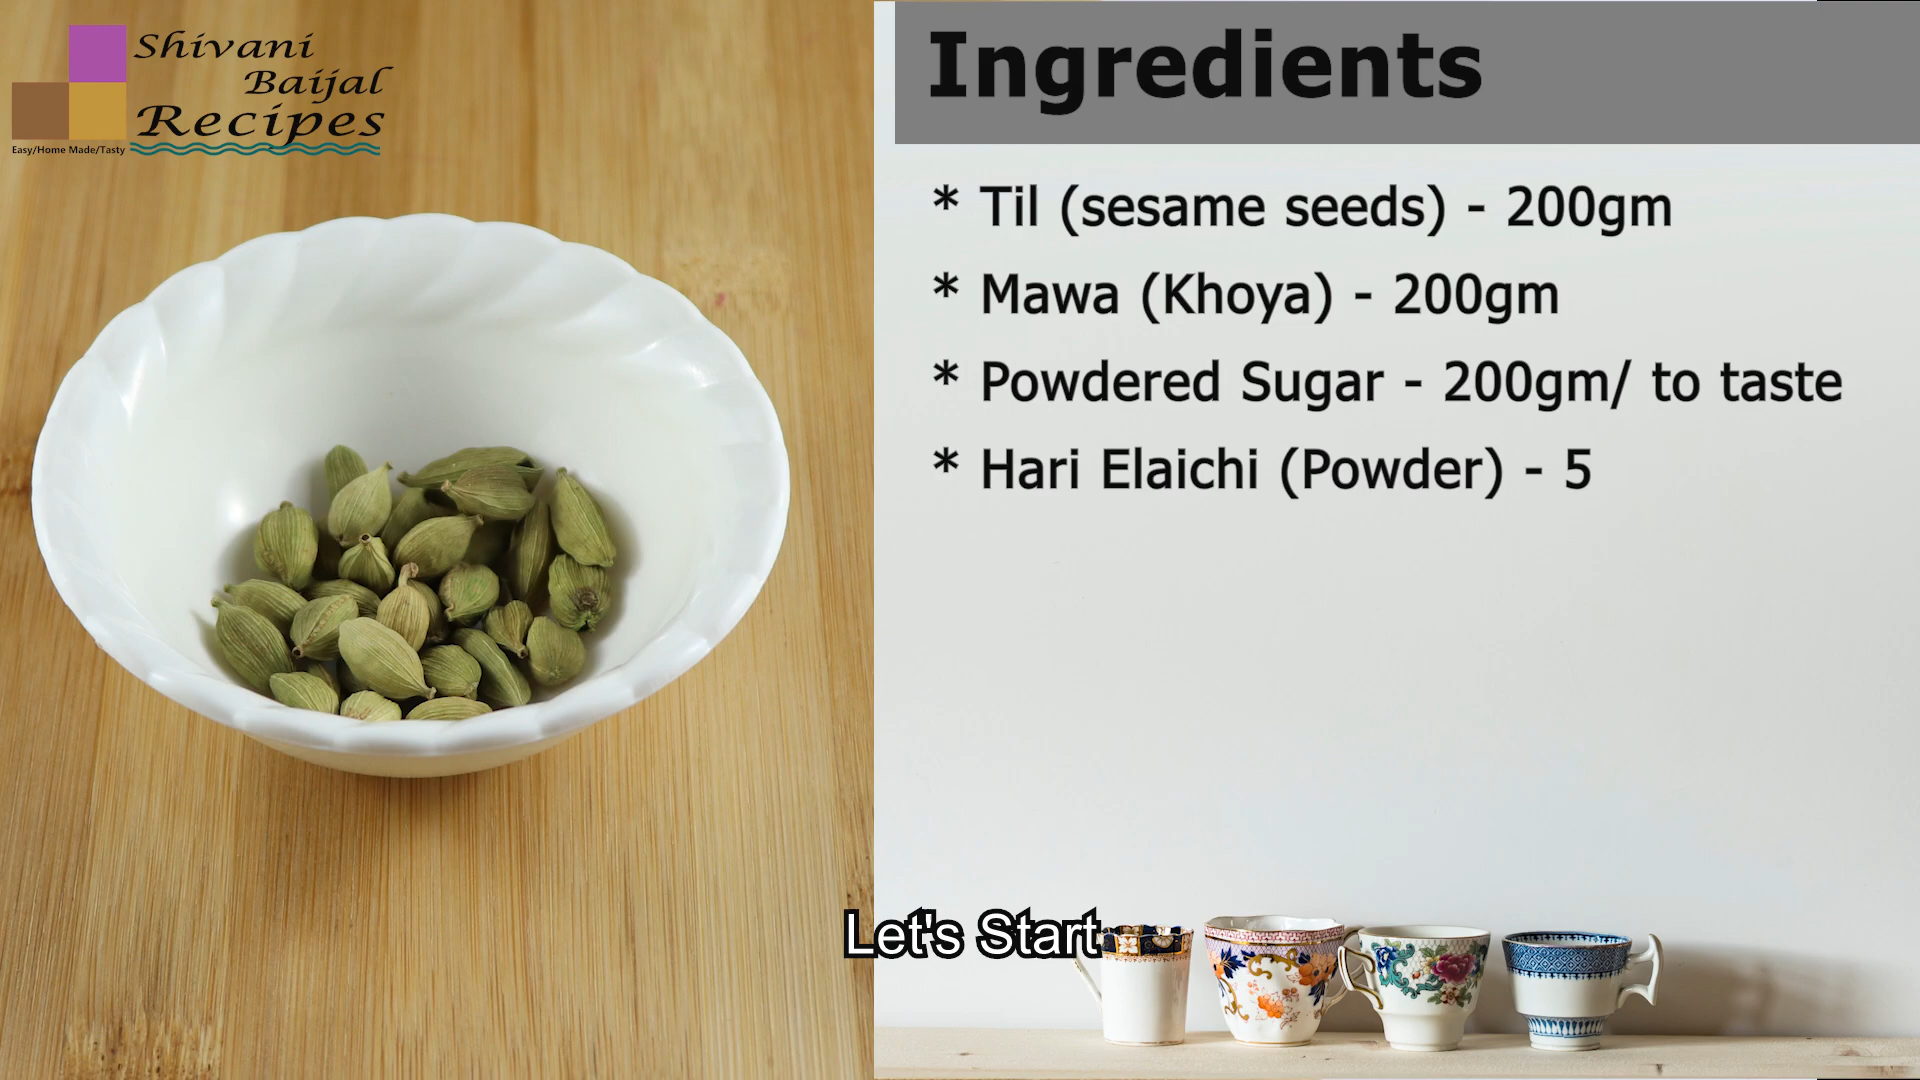 Shivani
Baijal
Recipes
Easy/Home Made/Tasty
Ingredients
* Til (sesame seeds) - 200gm
* Mawa (Khoya) - 200gm
* Powdered Sugar - 200gm/ to taste
* Hari Elaichi (Powder) - 5
Let's Start